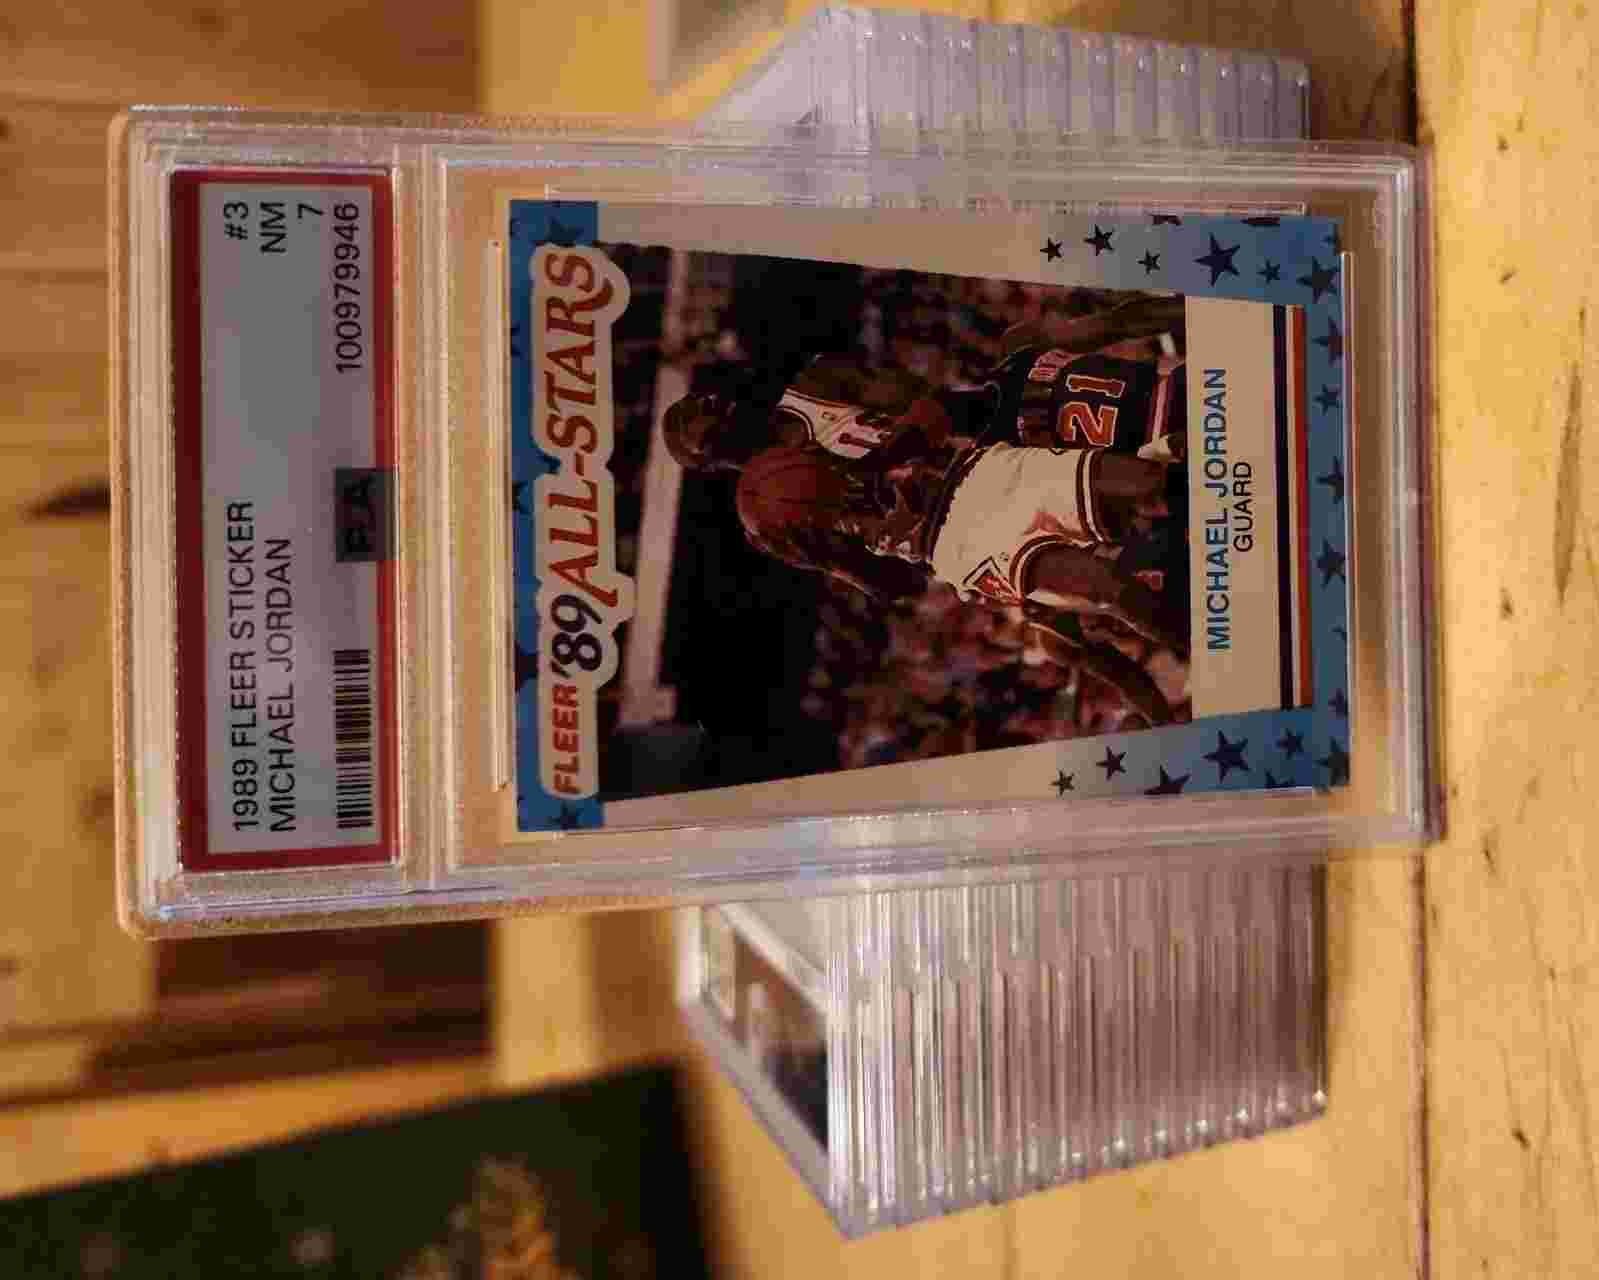 1989 FLEER STICKER #3
MICHAEL JORDAN NM
7
PSA 100979946
FLEER '89 ALL-STARS
21
MICHAEL JORDAN
GUARD